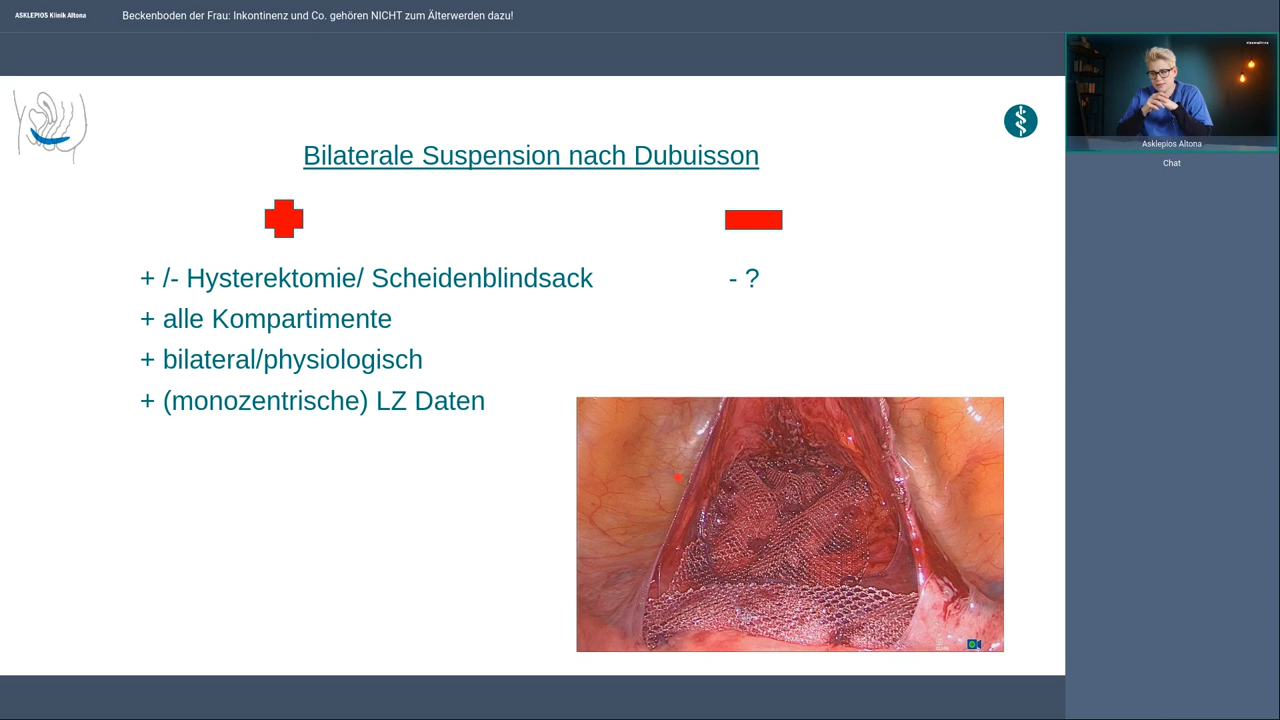 ASKLEPIOS Klinik Altona
Beckenboden der Frau: Inkontinenz und Co. gehören NICHT zum Älterwerden dazu!
Asklepios Altona
Chat
Bilaterale Suspension nach Dubuisson
+ /- Hysterektomie/ Scheidenblindsack
- ?
+ alle Kompartimente
+ bilateral/physiologisch
+ (monozentrische) LZ Daten